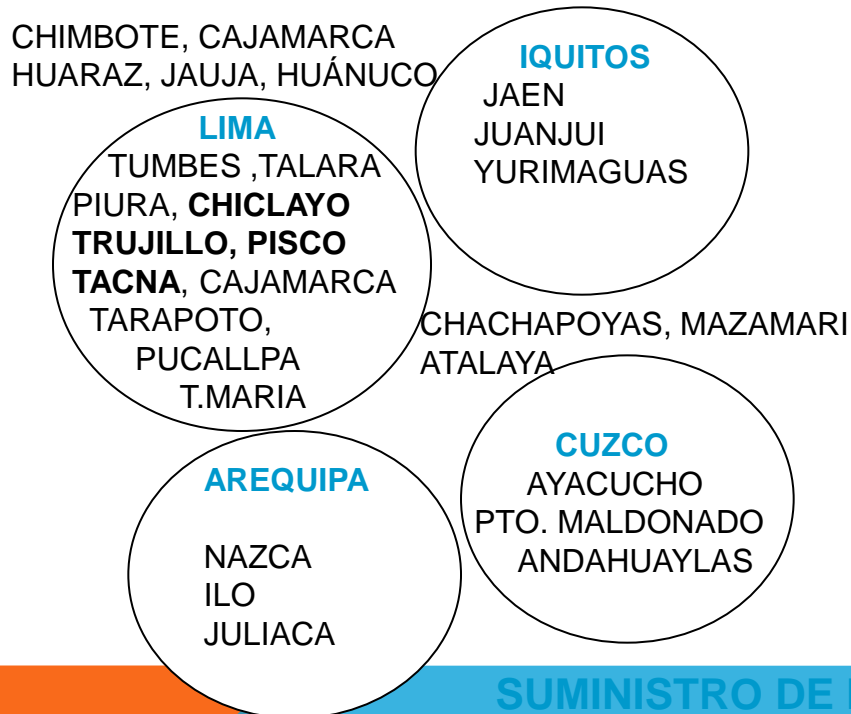 CHIMBOTE, CAJAMARCA
HUARAZ, JAUJA, HUÁNUCO
IQUITOS
JAEN
JUANJUI
YURIMAGUAS
LIMA
TUMBES ,TALARA
PIURA, CHICLAYO
TRUJILLO, PISCO
TACNA, CAJAMARCA
TARAPOTO,
PUCALLPA
T.MARIA
CHACHAPOYAS, MAZAMARI
ATALAYA
CUZCO
AYACUCHO
PTO. MALDONADO
ANDAHUAYLAS
AREQUIPA
NAZCA
ILO
JULIACA
SUMINISTRO DE